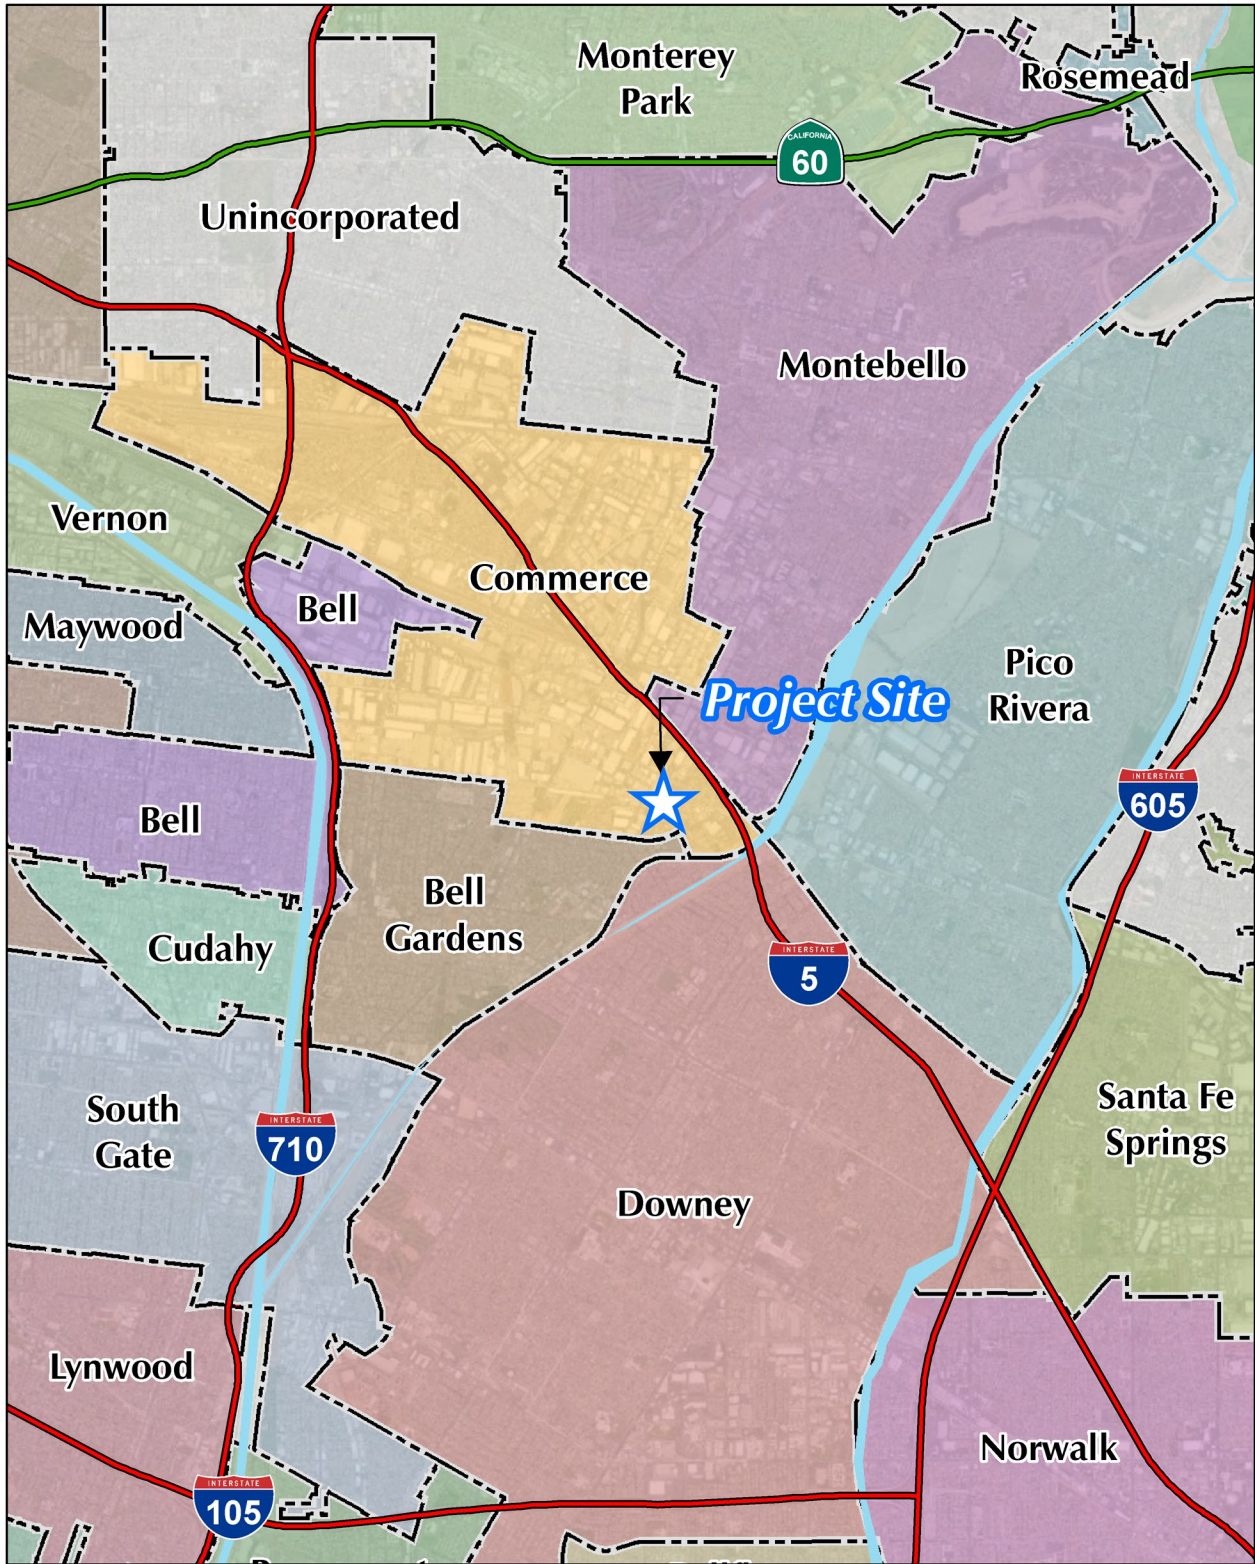 Monterey
Park
Rosemead
CALIFORNIA
60
Unincorporated
Montebello
Vernon
Commerce
Bell
Maywood
Pico
Rivera
Project Site
INTERSTATE
605
Bell
Bell
Gardens
Cudahy
INTERSTATE
5
South
Gate
INTERSTATE
710
Santa Fe
Springs
Downey
Lynwood
Norwalk
INTERSTATE
105